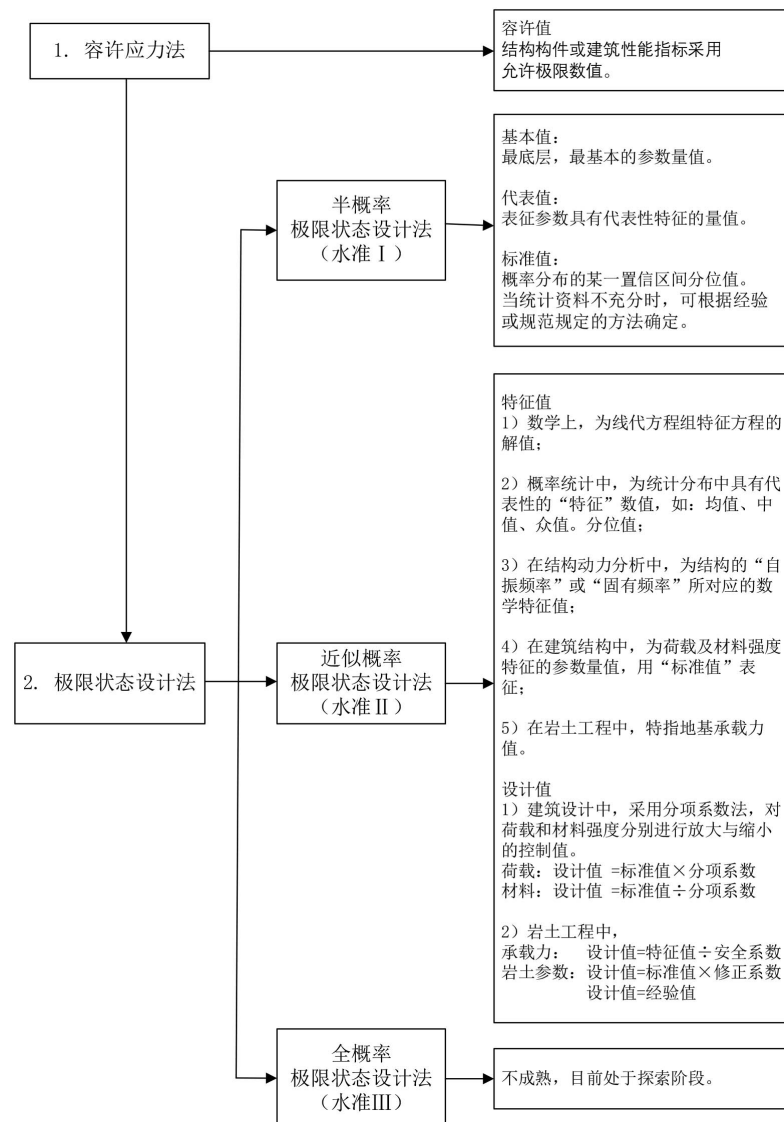 1. 容许应力法
容许值
结构构件或建筑性能指标采用
允许极限数值。
半概率
极限状态设计法
（水准Ⅰ）
基本值：
最底层，最基本的参数量值。
代表值：
表征参数具有代表性特征的量值。
标准值：
概率分布的某一置信区间分位值。
当统计资料不充分时，可根据经验
或规范规定的方法确定。
2. 极限状态设计法
近似概率
极限状态设计法
（水准Ⅱ）
特征值
1）数学上，为线代方程组特征方程的
解值；
2）概率统计中，为统计分布中具有代
表性的“特征”数值，如：均值、中
值、众值。分位值；
3）在结构动力分析中，为结构的“自
振频率”或“固有频率”所对应的数
学特征值；
4）在建筑结构中，为荷载及材料强度
特征的参数量值，用“标准值”表
征；
5）在岩土工程中，特指地基承载力
值。
设计值
1）建筑设计中，采用分项系数法，对
荷载和材料强度分别进行放大与缩小
的控制值。
荷载：设计值 =标准值×分项系数
材料：设计值 =标准值÷分项系数
2）岩土工程中，
承载力： 设计值=特征值÷安全系数
岩土参数：设计值=标准值×修正系数
设计值=经验值
全概率
极限状态设计法
（水准Ⅲ）
不成熟，目前处于探索阶段。